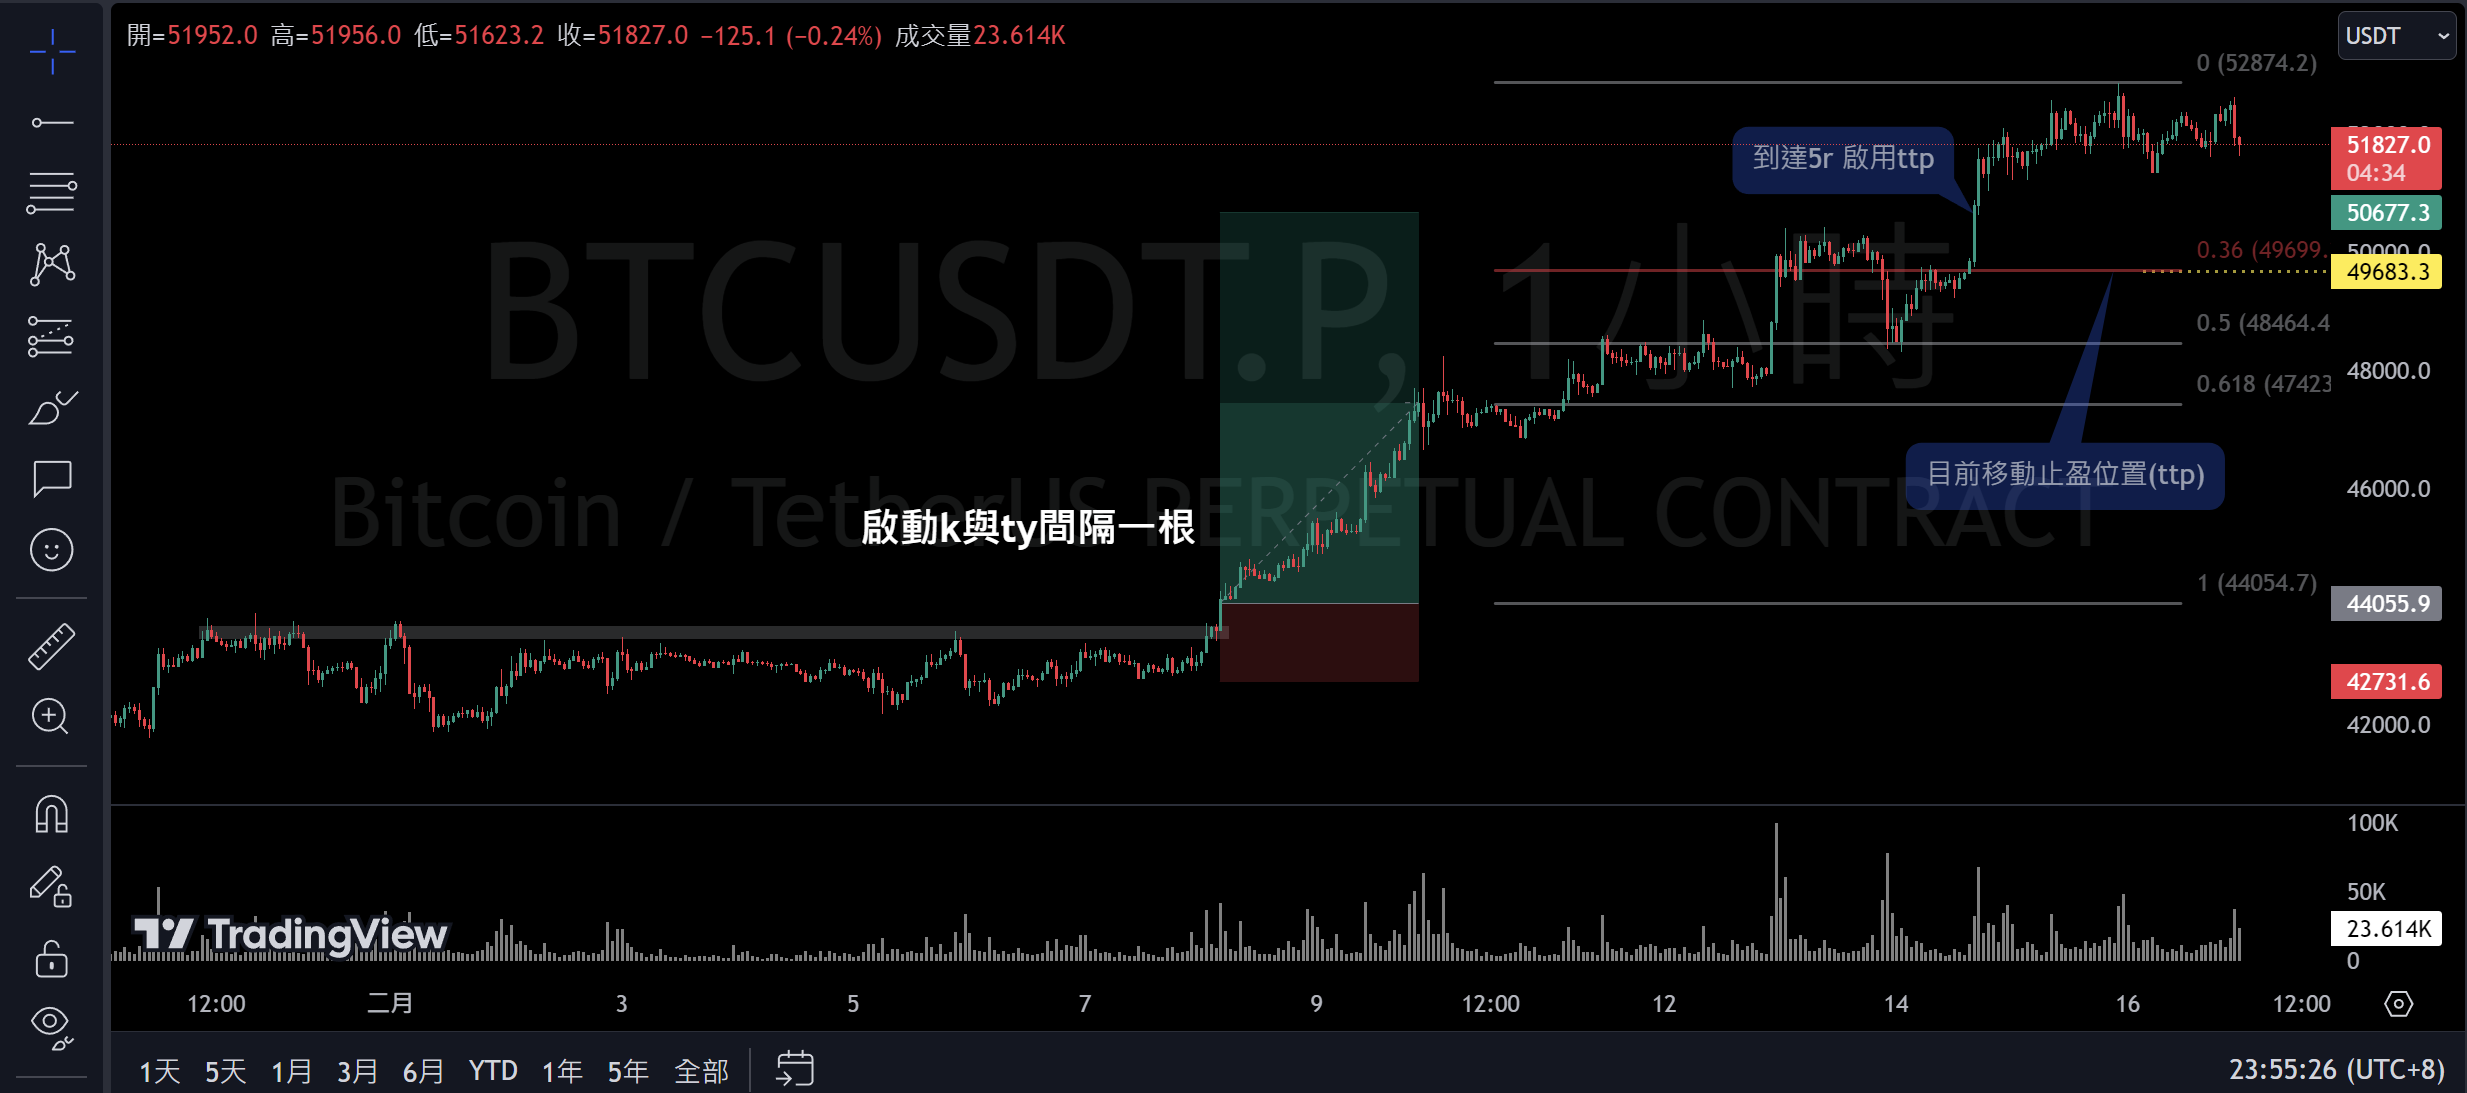 開=51952.0 高=51956.0 低=51623.2 收=51827.0 −125.1 (−0.24%) 成交量23.614K
USDT
0 (52874.2)
到達5r 啟用ttp
51827.0
04:34
50677.3
BTCUSDT.P, 1小時
0.36 (49699.
50000.0
49683.3
0.5 (48464.4
48000.0
0.618 (47423
目前移動止盈位置(ttp)
46000.0
Bitcoin / TetherUS PERPETUAL CONTRACT
啟動k與ty間隔一根
1 (44054.7)
44055.9
42731.6
42000.0
100K
50K
23.614K
0
TradingView
12:00 二月 3 5 7 9 12:00 12 14 16 12:00
1天 5天 1月 3月 6月 YTD 1年 5年 全部
23:55:26 (UTC+8)